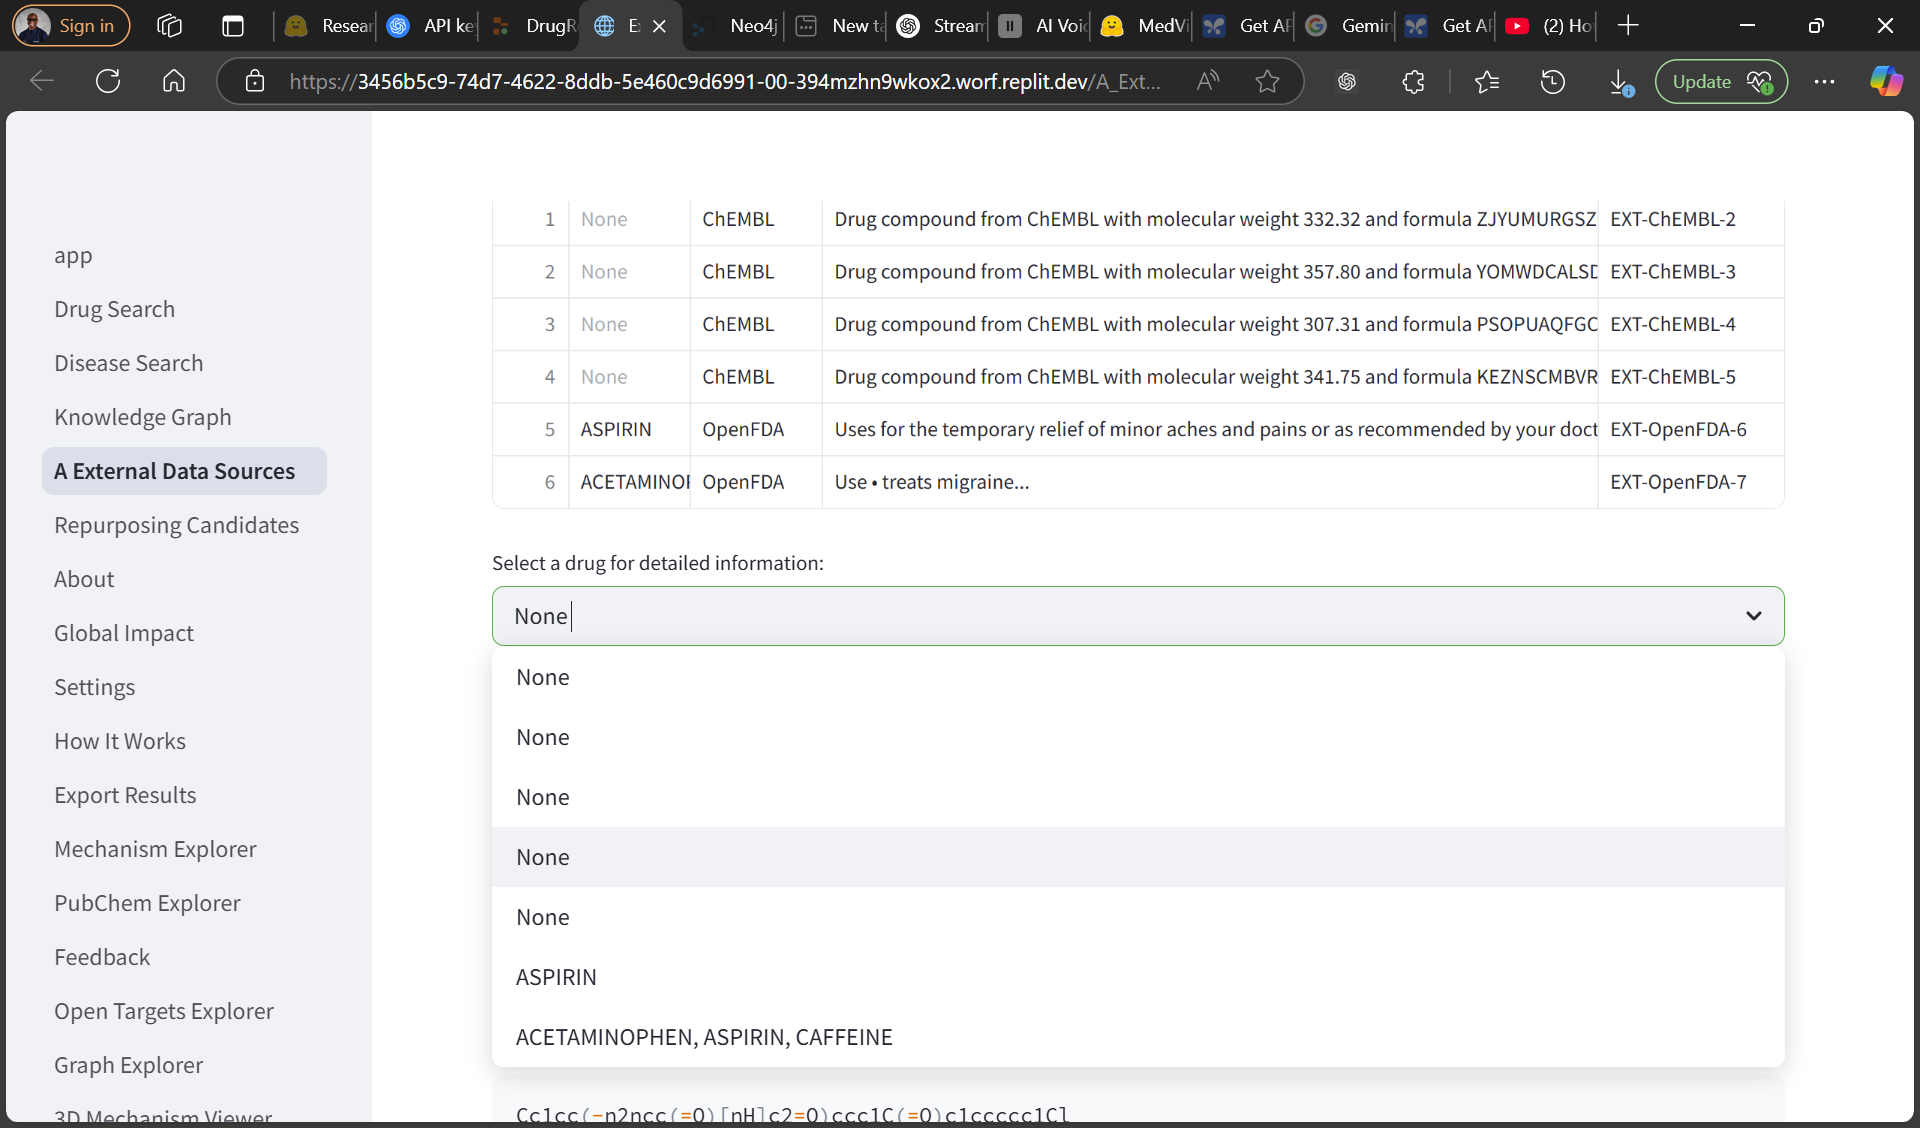 Sign in
Resear
API ke
DrugR
E
Neo4j
New ta
Stream
AI Voic
MedVi
Get AF
Gemin
Get AF
(2) Ho
https://3456b5c9-74d7-4622-8ddb-5e460c9d6991-00-394mzhn9wkox2.worf.replit.dev/A_Ext...
Update
app
Drug Search
Disease Search
Knowledge Graph
A External Data Sources
Repurposing Candidates
About
Global Impact
Settings
How It Works
Export Results
Mechanism Explorer
PubChem Explorer
Feedback
Open Targets Explorer
Graph Explorer
3D Mechanism Viewer
1 None ChEMBL Drug compound from ChEMBL with molecular weight 332.32 and formula ZJYUMURGSZ EXT-ChEMBL-2
2 None ChEMBL Drug compound from ChEMBL with molecular weight 357.80 and formula YOMWDCALSD EXT-ChEMBL-3
3 None ChEMBL Drug compound from ChEMBL with molecular weight 307.31 and formula PSOPUAQFGC EXT-ChEMBL-4
4 None ChEMBL Drug compound from ChEMBL with molecular weight 341.75 and formula KEZNSCMBVR EXT-ChEMBL-5
5 ASPIRIN OpenFDA Uses for the temporary relief of minor aches and pains or as recommended by your doct EXT-OpenFDA-6
6 ACETAMINOP OpenFDA Use • treats migraine... EXT-OpenFDA-7
Select a drug for detailed information:
None
None
None
None
None
None
ASPIRIN
ACETAMINOPHEN, ASPIRIN, CAFFEINE
Cc1cc(-n2ncc(=O)[nH]c2=O)ccc1C(=O)c1ccccc1Cl